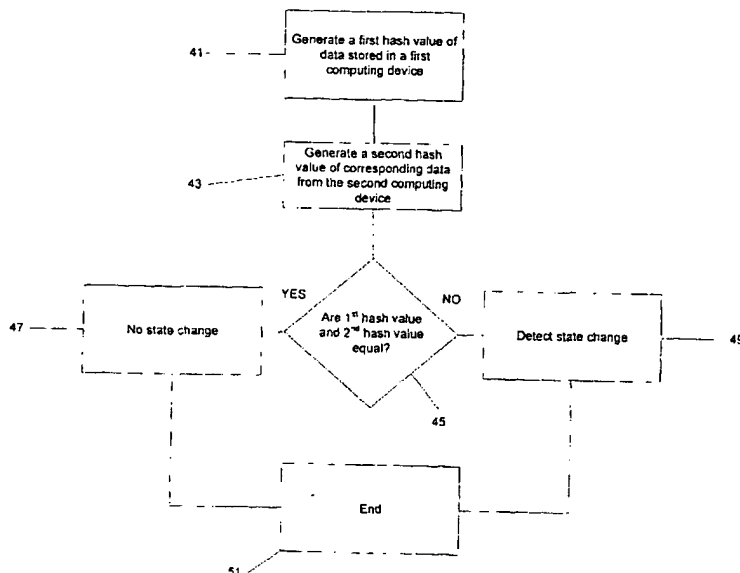 Generate a first hash value of
data stored in a first
computing device
41
Generate a second hash
value of corresponding data
from the second computing
device
43
YES
NO
Are 1st hash value
and 2nd hash value
equal?
47
No state change
Detect state change
45
End
51